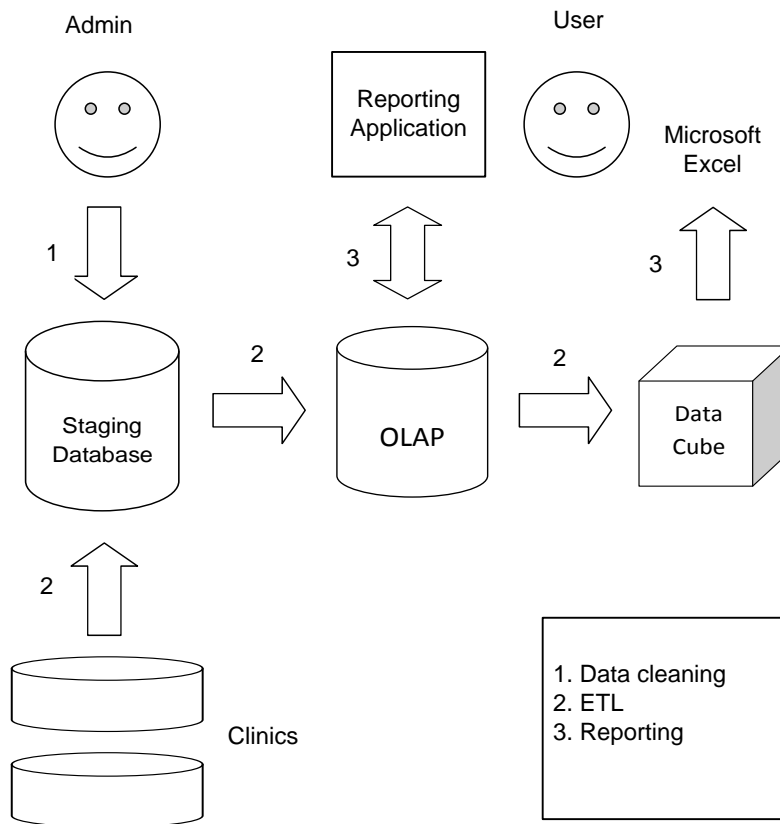 Admin
User
Reporting
Application
Microsoft
Excel
1
3
3
2
2
Staging
Database
OLAP
Data
Cube
2
Clinics
1. Data cleaning
2. ETL
3. Reporting